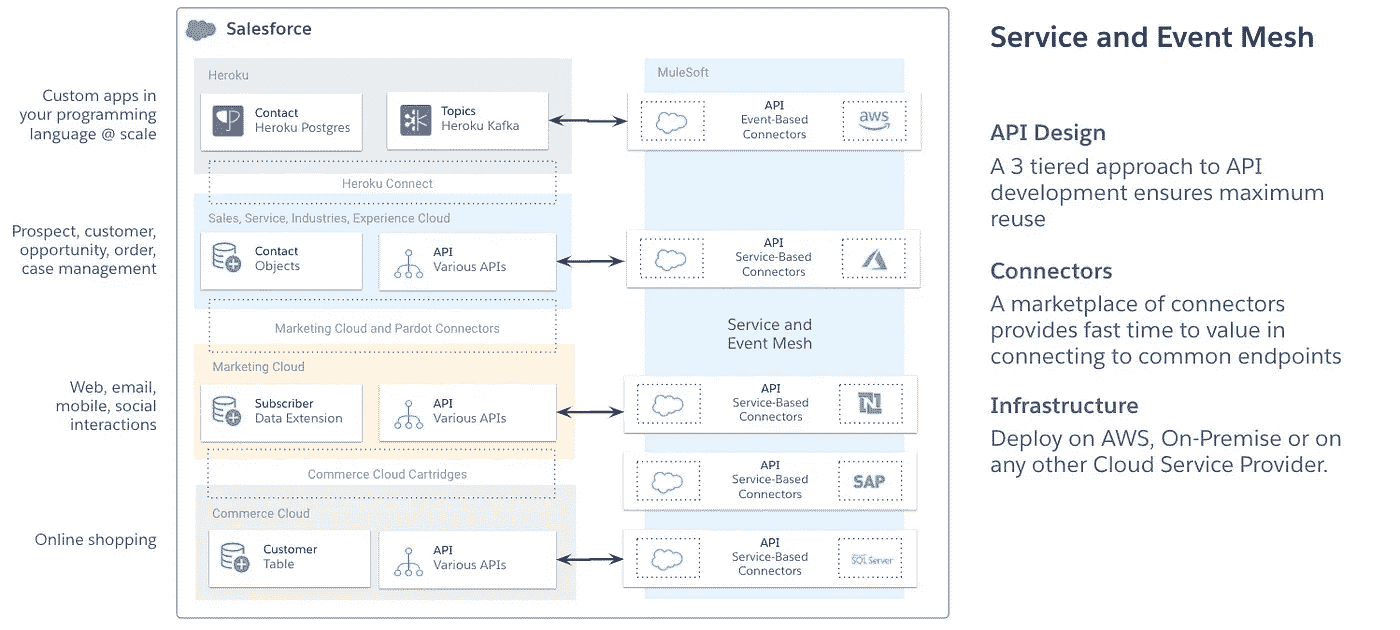 Salesforce
Service and Event Mesh
Custom apps in
your programming
language @ scale
Heroku
Contact
Heroku Postgres
Topics
Heroku Kafka
MuleSoft
API
Event-Based
Connectors
aws
Heroku Connect
Prospect, customer,
opportunity, order,
case management
Sales, Service, Industries, Experience Cloud
Contact
Objects
API
Various APIs
API
Service-Based
Connectors
Marketing Cloud and Pardot Connectors
Service and
Event Mesh
Web, email,
mobile, social
interactions
Marketing Cloud
Subscriber
Data Extension
API
Various APIs
API
Service-Based
Connectors
N
Commerce Cloud Cartridges
API
Service-Based
Connectors
SAP
Online shopping
Commerce Cloud
Customer
Table
API
Various APIs
API
Service-Based
Connectors
SQL Server
API Design
A 3 tiered approach to API
development ensures maximum
reuse
Connectors
A marketplace of connectors
provides fast time to value in
connecting to common endpoints
Infrastructure
Deploy on AWS, On-Premise or on
any other Cloud Service Provider.